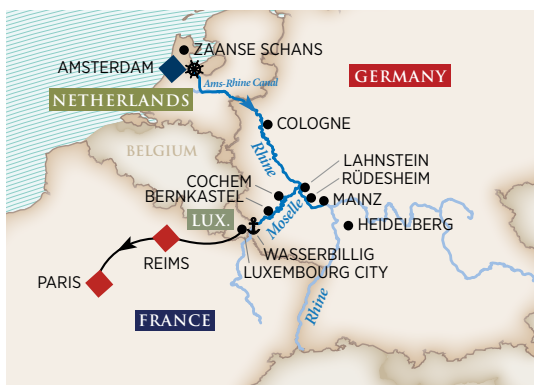 ZAANSE SCHANS
AMSTERDAM
GERMANY
Ams-Rhine Canal
NETHERLANDS
COLOGNE
BELGIUM
Rhine
LAHNSTEIN
RÜDESHEIM
COCHEM
BERNKASTEL
MAINZ
Moselle
LUX.
HEIDELBERG
WASSERBILLIG
REIMS
LUXEMBOURG CITY
PARIS
FRANCE
Rhine